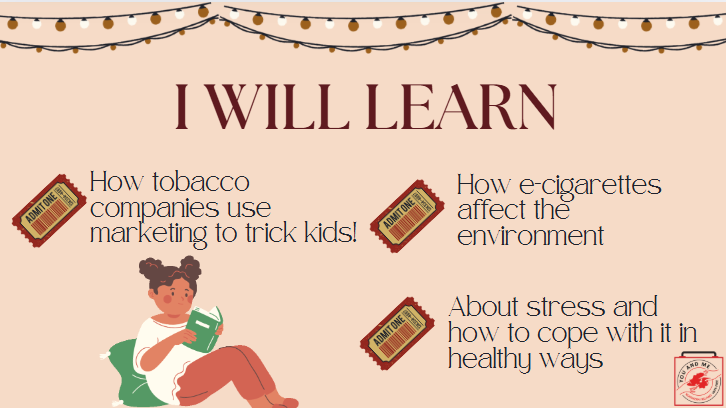 I WILL LEARN
ADMIT ONE
How tobacco
companies use
marketing to trick kids!
ADMIT ONE
How e-cigarettes
affect the
environment
ADMIT ONE
About stress and
how to cope with it in
healthy ways
YOU AND ME